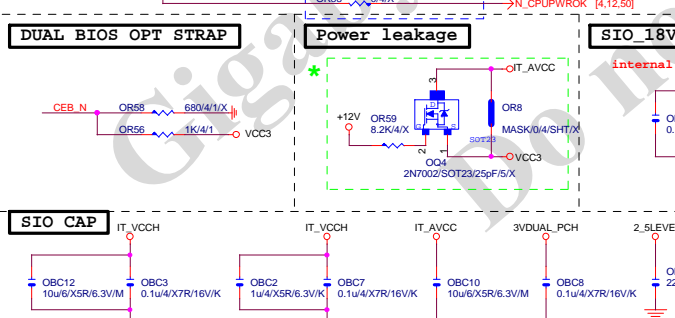 N_CPUPWROK [4,12,50]
DUAL BIOS OPT STRAP
Power leakage
SIO_18V
internal
IT_AVCC
3
D
G
S
2
1
+12V
OR59
8.2K/4/X
OR8
MASK/0/4/SHT/X
SOT23
VCC3
OQ4
2N7002/SOT23/25pF/5/X
CEB_N
OR58
680/4/1/X
OR56
1K/4/1
VCC3
SIO CAP
IT_VCCH
IT_VCCH
IT_AVCC
3VDUAL_PCH
2_5LEVE
OBC12
10u/6/X5R/6.3V/M
OBC3
0.1u/4/X7R/16V/K
OBC2
1u/4/X5R/6.3V/K
OBC7
0.1u/4/X7R/16V/K
OBC10
10u/6/X5R/6.3V/M
OBC8
0.1u/4/X7R/16V/K
22
Do no